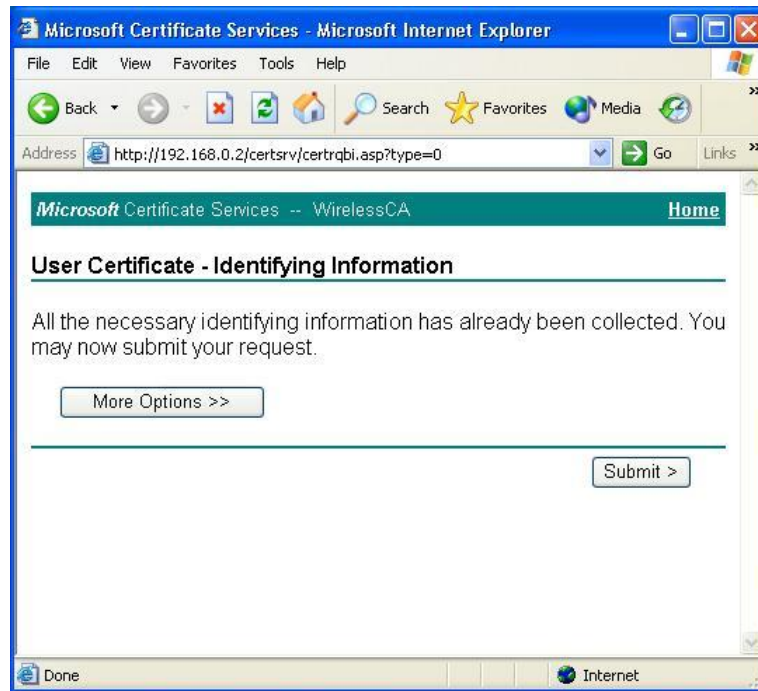 Microsoft Certificate Services - Microsoft Internet Explorer
File Edit View Favorites Tools Help
Back Search Favorites Media »
Address http://192.168.0.2/certsrv/certrqbi.asp?type=0 Go Links »
Microsoft Certificate Services -- WirelessCA Home
User Certificate - Identifying Information
All the necessary identifying information has already been collected. You
may now submit your request.
More Options >>
Submit >
Done Internet